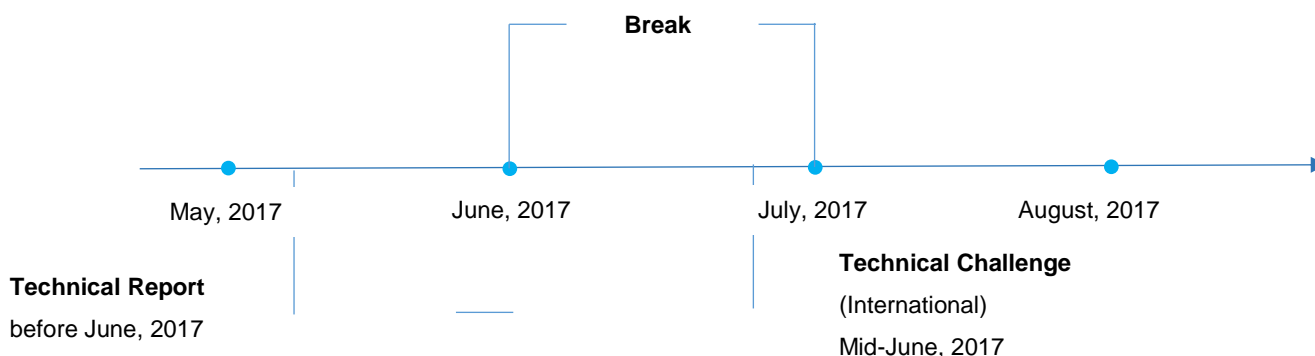 Break
May, 2017
June, 2017
July, 2017
August, 2017
Technical Report
before June, 2017
Technical Challenge
(International)
Mid-June, 2017